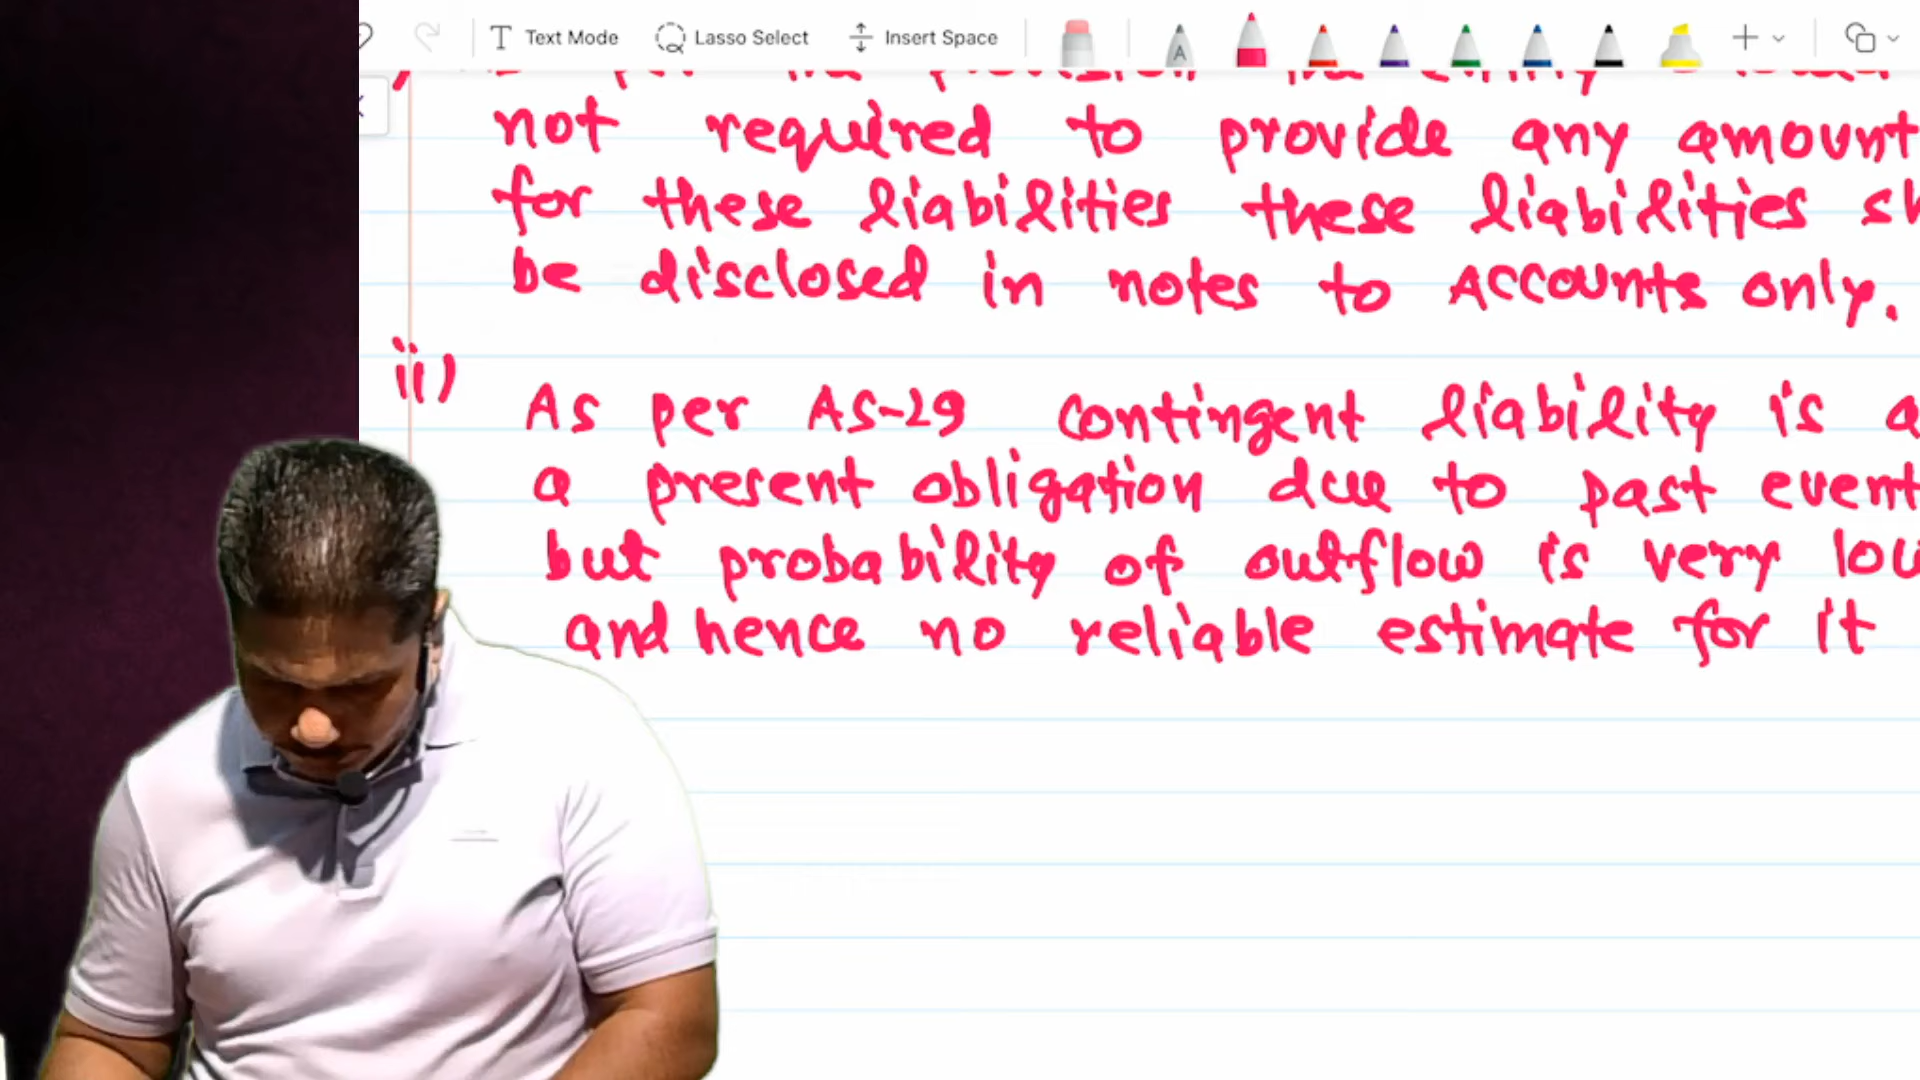 Text Mode Lasso Select Insert Space
not required to provide any amount
for these liabilities these liabilities
be disclosed in notes to Accounts only.
ii)
As per AS-29 contingent liability is
a present obligation due to past event
but probability of outflow is very
and hence no reliable estimate for it